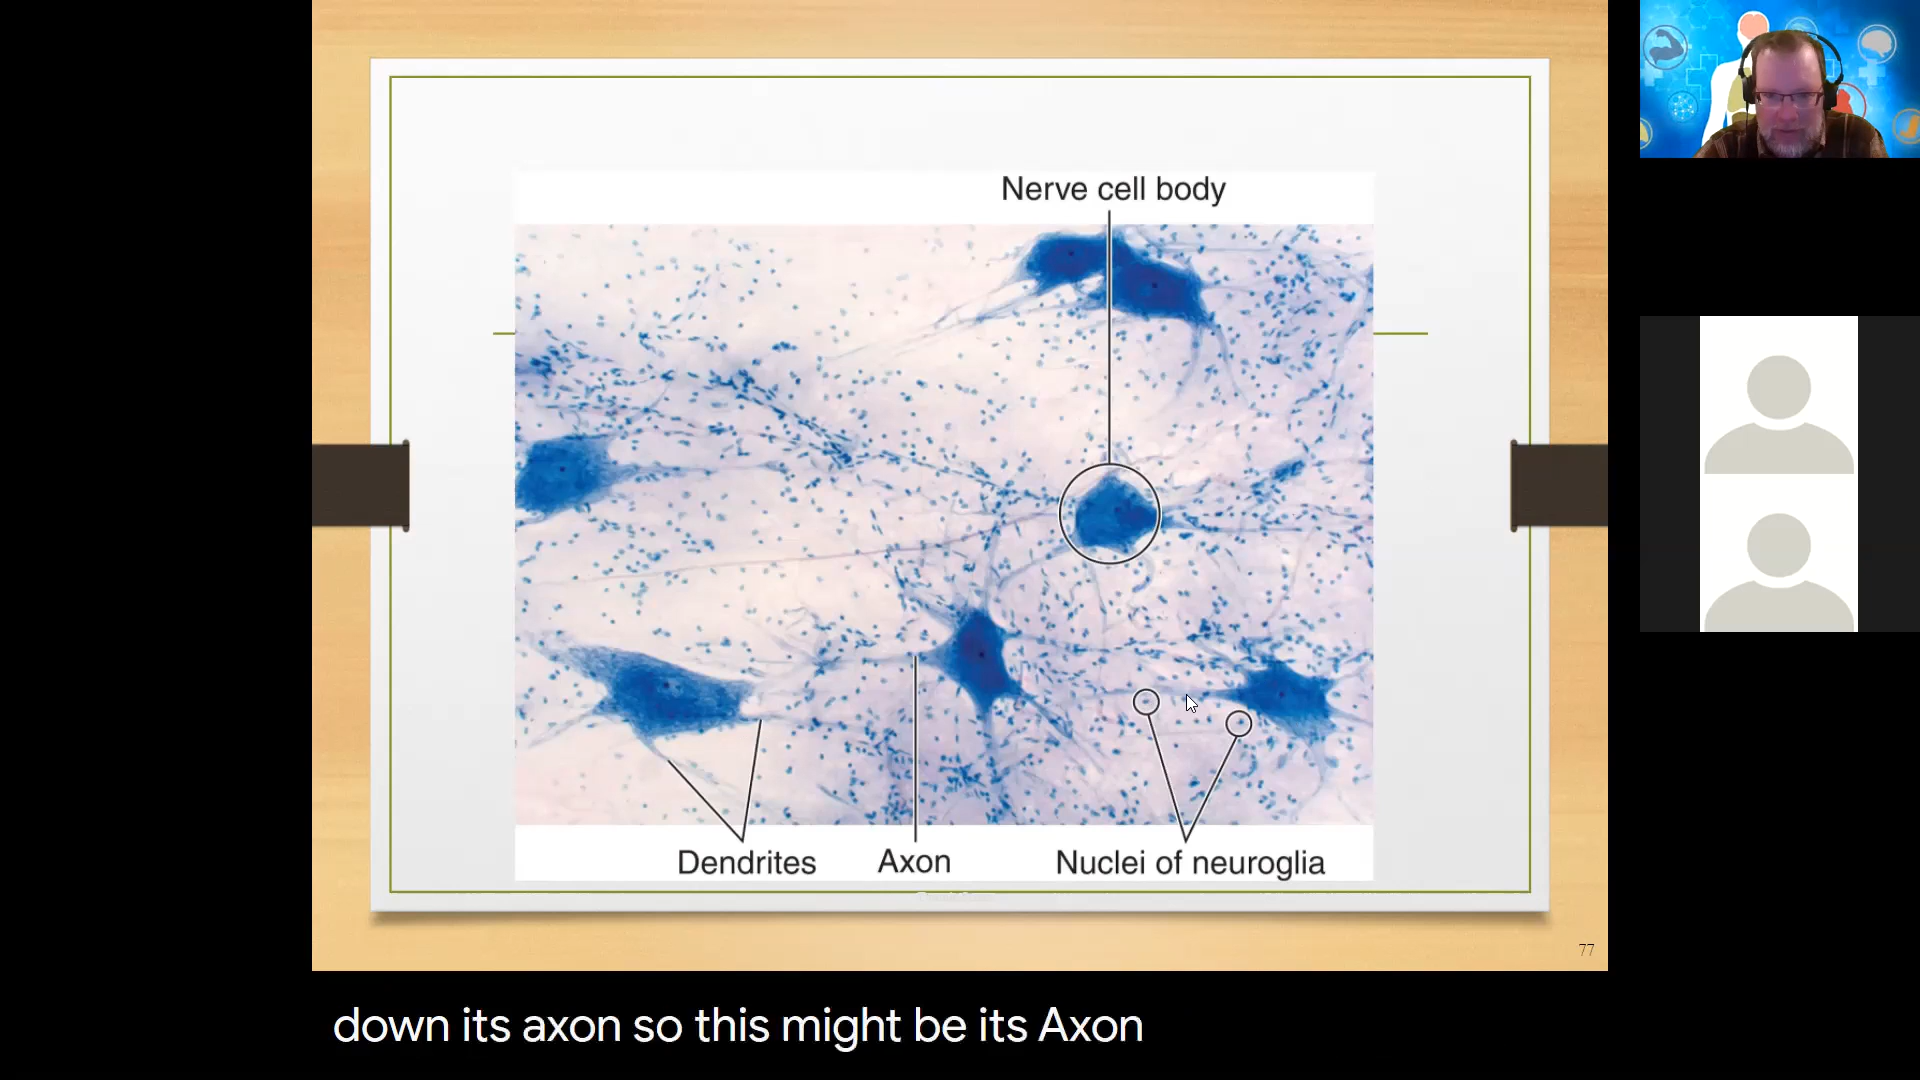 Nerve cell body
Dendrites
Axon
Nuclei of neuroglia
77
down its axon so this might be its Axon